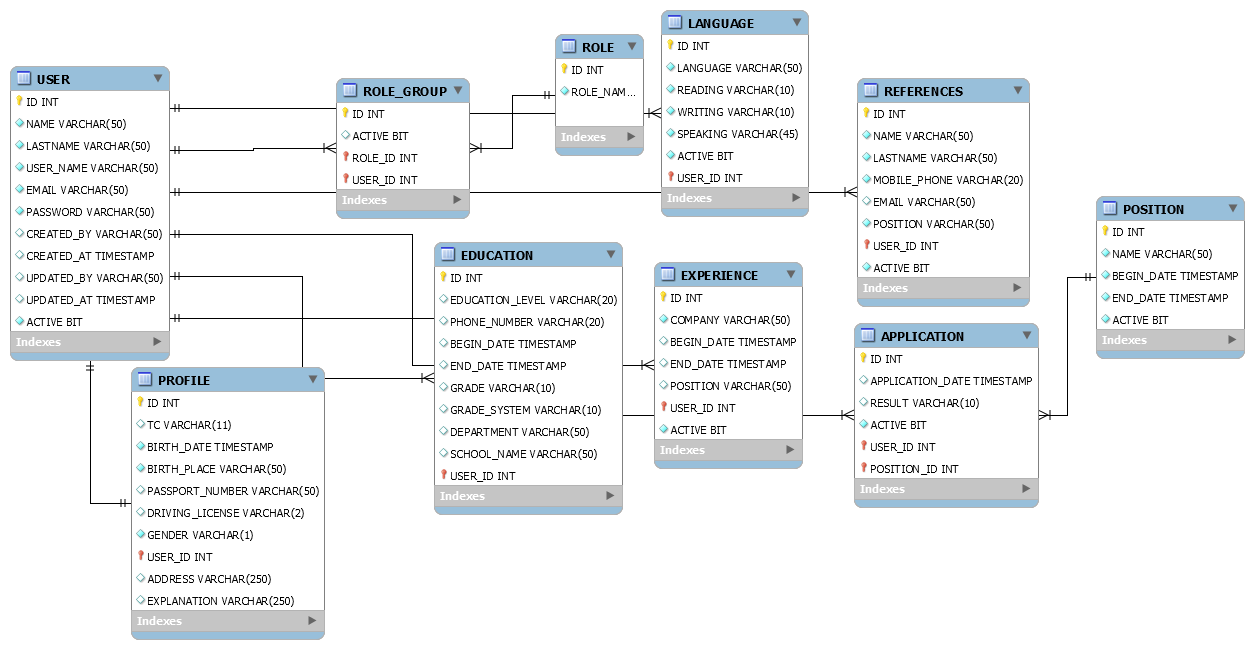 USER
ID INT
NAME VARCHAR(50)
LASTNAME VARCHAR(50)
USER_NAME VARCHAR(50)
EMAIL VARCHAR(50)
PASSWORD VARCHAR(50)
CREATED_BY VARCHAR(50)
CREATED_AT TIMESTAMP
UPDATED_BY VARCHAR(50)
UPDATED_AT TIMESTAMP
ACTIVE BIT
Indexes
ROLE_GROUP
ID INT
ACTIVE BIT
ROLE_ID INT
USER_ID INT
Indexes
ROLE
ID INT
ROLE_NAM...
Indexes
LANGUAGE
ID INT
LANGUAGE VARCHAR(50)
READING VARCHAR(10)
WRITING VARCHAR(10)
SPEAKING VARCHAR(45)
ACTIVE BIT
USER_ID INT
Indexes
REFERENCES
ID INT
NAME VARCHAR(50)
LASTNAME VARCHAR(50)
MOBILE_PHONE VARCHAR(20)
EMAIL VARCHAR(50)
POSITION VARCHAR(50)
USER_ID INT
ACTIVE BIT
Indexes
POSITION
ID INT
NAME VARCHAR(50)
BEGIN_DATE TIMESTAMP
END_DATE TIMESTAMP
ACTIVE BIT
Indexes
PROFILE
ID INT
TC VARCHAR(11)
BIRTH_DATE TIMESTAMP
BIRTH_PLACE VARCHAR(50)
PASSPORT_NUMBER VARCHAR(50)
DRIVING_LICENSE VARCHAR(2)
GENDER VARCHAR(1)
USER_ID INT
ADDRESS VARCHAR(250)
EXPLANATION VARCHAR(250)
Indexes
EDUCATION
ID INT
EDUCATION_LEVEL VARCHAR(20)
PHONE_NUMBER VARCHAR(20)
BEGIN_DATE TIMESTAMP
END_DATE TIMESTAMP
GRADE VARCHAR(10)
GRADE_SYSTEM VARCHAR(10)
DEPARTMENT VARCHAR(50)
SCHOOL_NAME VARCHAR(50)
USER_ID INT
Indexes
EXPERIENCE
ID INT
COMPANY VARCHAR(50)
BEGIN_DATE TIMESTAMP
END_DATE TIMESTAMP
POSITION VARCHAR(50)
USER_ID INT
ACTIVE BIT
Indexes
APPLICATION
ID INT
APPLICATION_DATE TIMESTAMP
RESULT VARCHAR(10)
ACTIVE BIT
USER_ID INT
POSITION_ID INT
Indexes